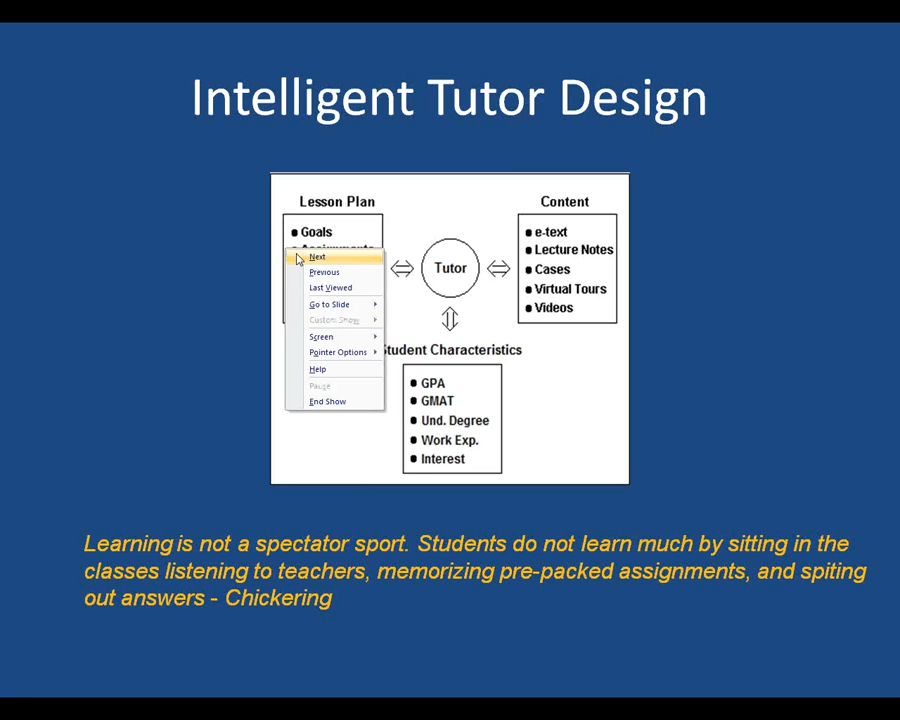 Intelligent Tutor Design
Lesson Plan
Content
● Goals
● e-text
● Lecture Notes
● Cases
● Virtual Tours
● Videos
Tutor
Next
Previous
Last Viewed
Go to Slide
Custom Show
Screen
Pointer Options
Help
Pause
End Show
Student Characteristics
● GPA
● GMAT
● Und. Degree
● Work Exp.
● Interest
Learning is not a spectator sport. Students do not learn much by sitting in the
classes listening to teachers, memorizing pre-packed assignments, and spiting
out answers - Chickering